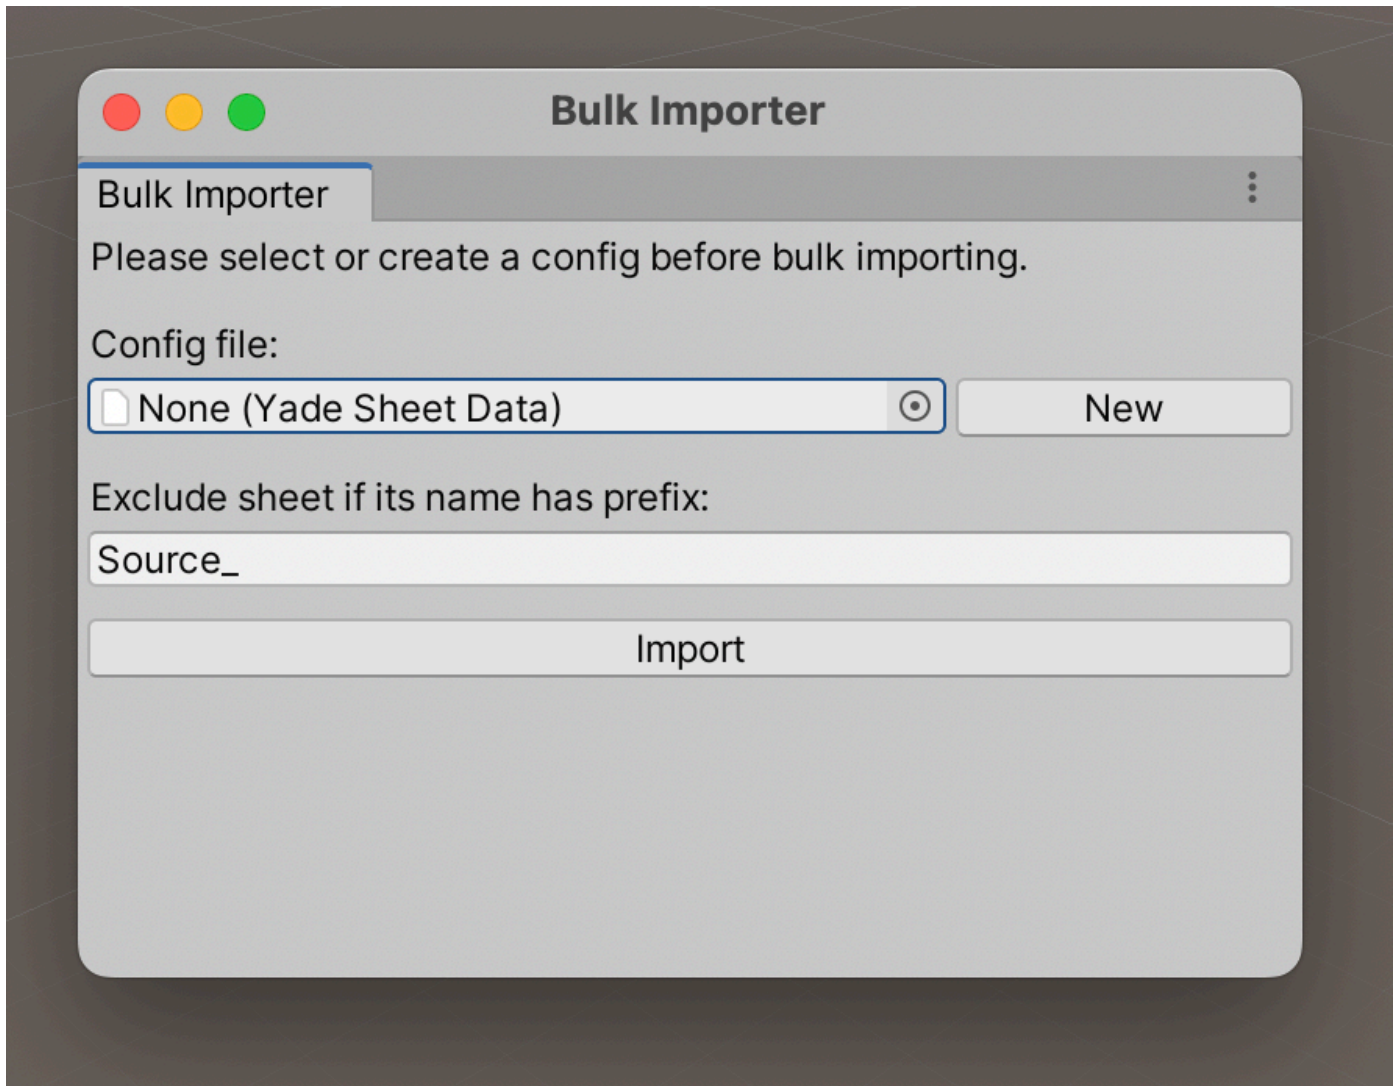 Bulk Importer
Bulk Importer
Please select or create a config before bulk importing.
Config file:
None (Yade Sheet Data) New
Exclude sheet if its name has prefix:
Source_
Import